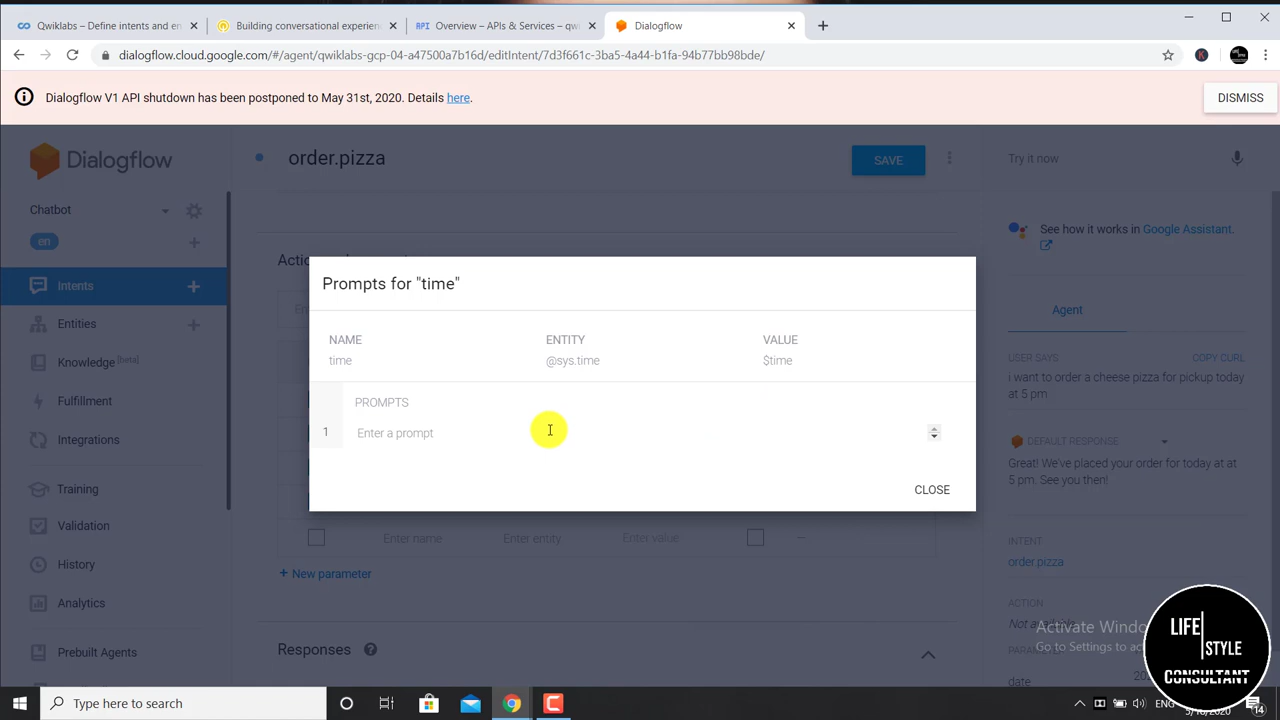 Qwiklabs – Define intents and en
Building conversational experien
API Overview – APIs & Services – qwi
Dialogflow
dialogflow.cloud.google.com/#/agent/qwiklabs-gcp-04-a47500a7b16d/editIntent/7d3f661c-3ba5-4a44-b1fa-94b77bb98bde/
K
Dialogflow V1 API shutdown has been postponed to May 31st, 2020. Details here.
DISMISS
Dialogflow
order.pizza
SAVE
Try it now
Chatbot
en
See how it works in Google Assistant.
Intents
Entities
Knowledge [beta]
Fulfillment
Integrations
Training
Validation
History
Analytics
Prebuilt Agents
Prompts for "time"
NAME ENTITY VALUE
time @sys.time $time
PROMPTS
1 Enter a prompt
CLOSE
Enter name Enter entity Enter value —
+ New parameter
Responses ?
Agent
USER SAYS COPY CURL
i want to order a cheese pizza for pickup today
at 5 pm
DEFAULT RESPONSE
Great! We've placed your order for today at at
5 pm. See you then!
INTENT
order.pizza
ACTION
date
Go to Settings to
LIFE
STYLE
CONSULTANT
Type here to search
ENG
14